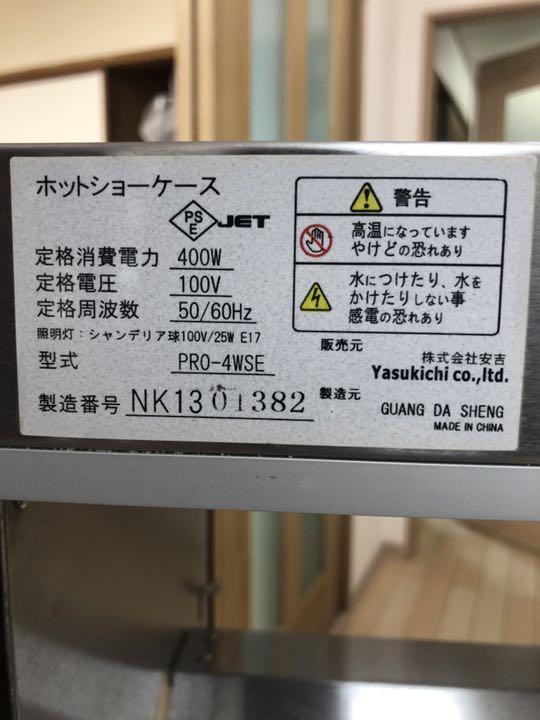 ホットショーケース
PS
E
JET
定格消費電力 400W
定格電圧 100V
定格周波数 50/60Hz
照明灯：シャンデリア球100V/25W E17
型式 PRO-4WSE
製造番号 NK1301382
警告
高温になっています
やけどの恐れあり
水につけたり、水を
かけたりしない事
感電の恐れあり
販売元
株式会社安吉
Yasukichi co.,ltd.
製造元
GUANG DA SHENG
MADE IN CHINA